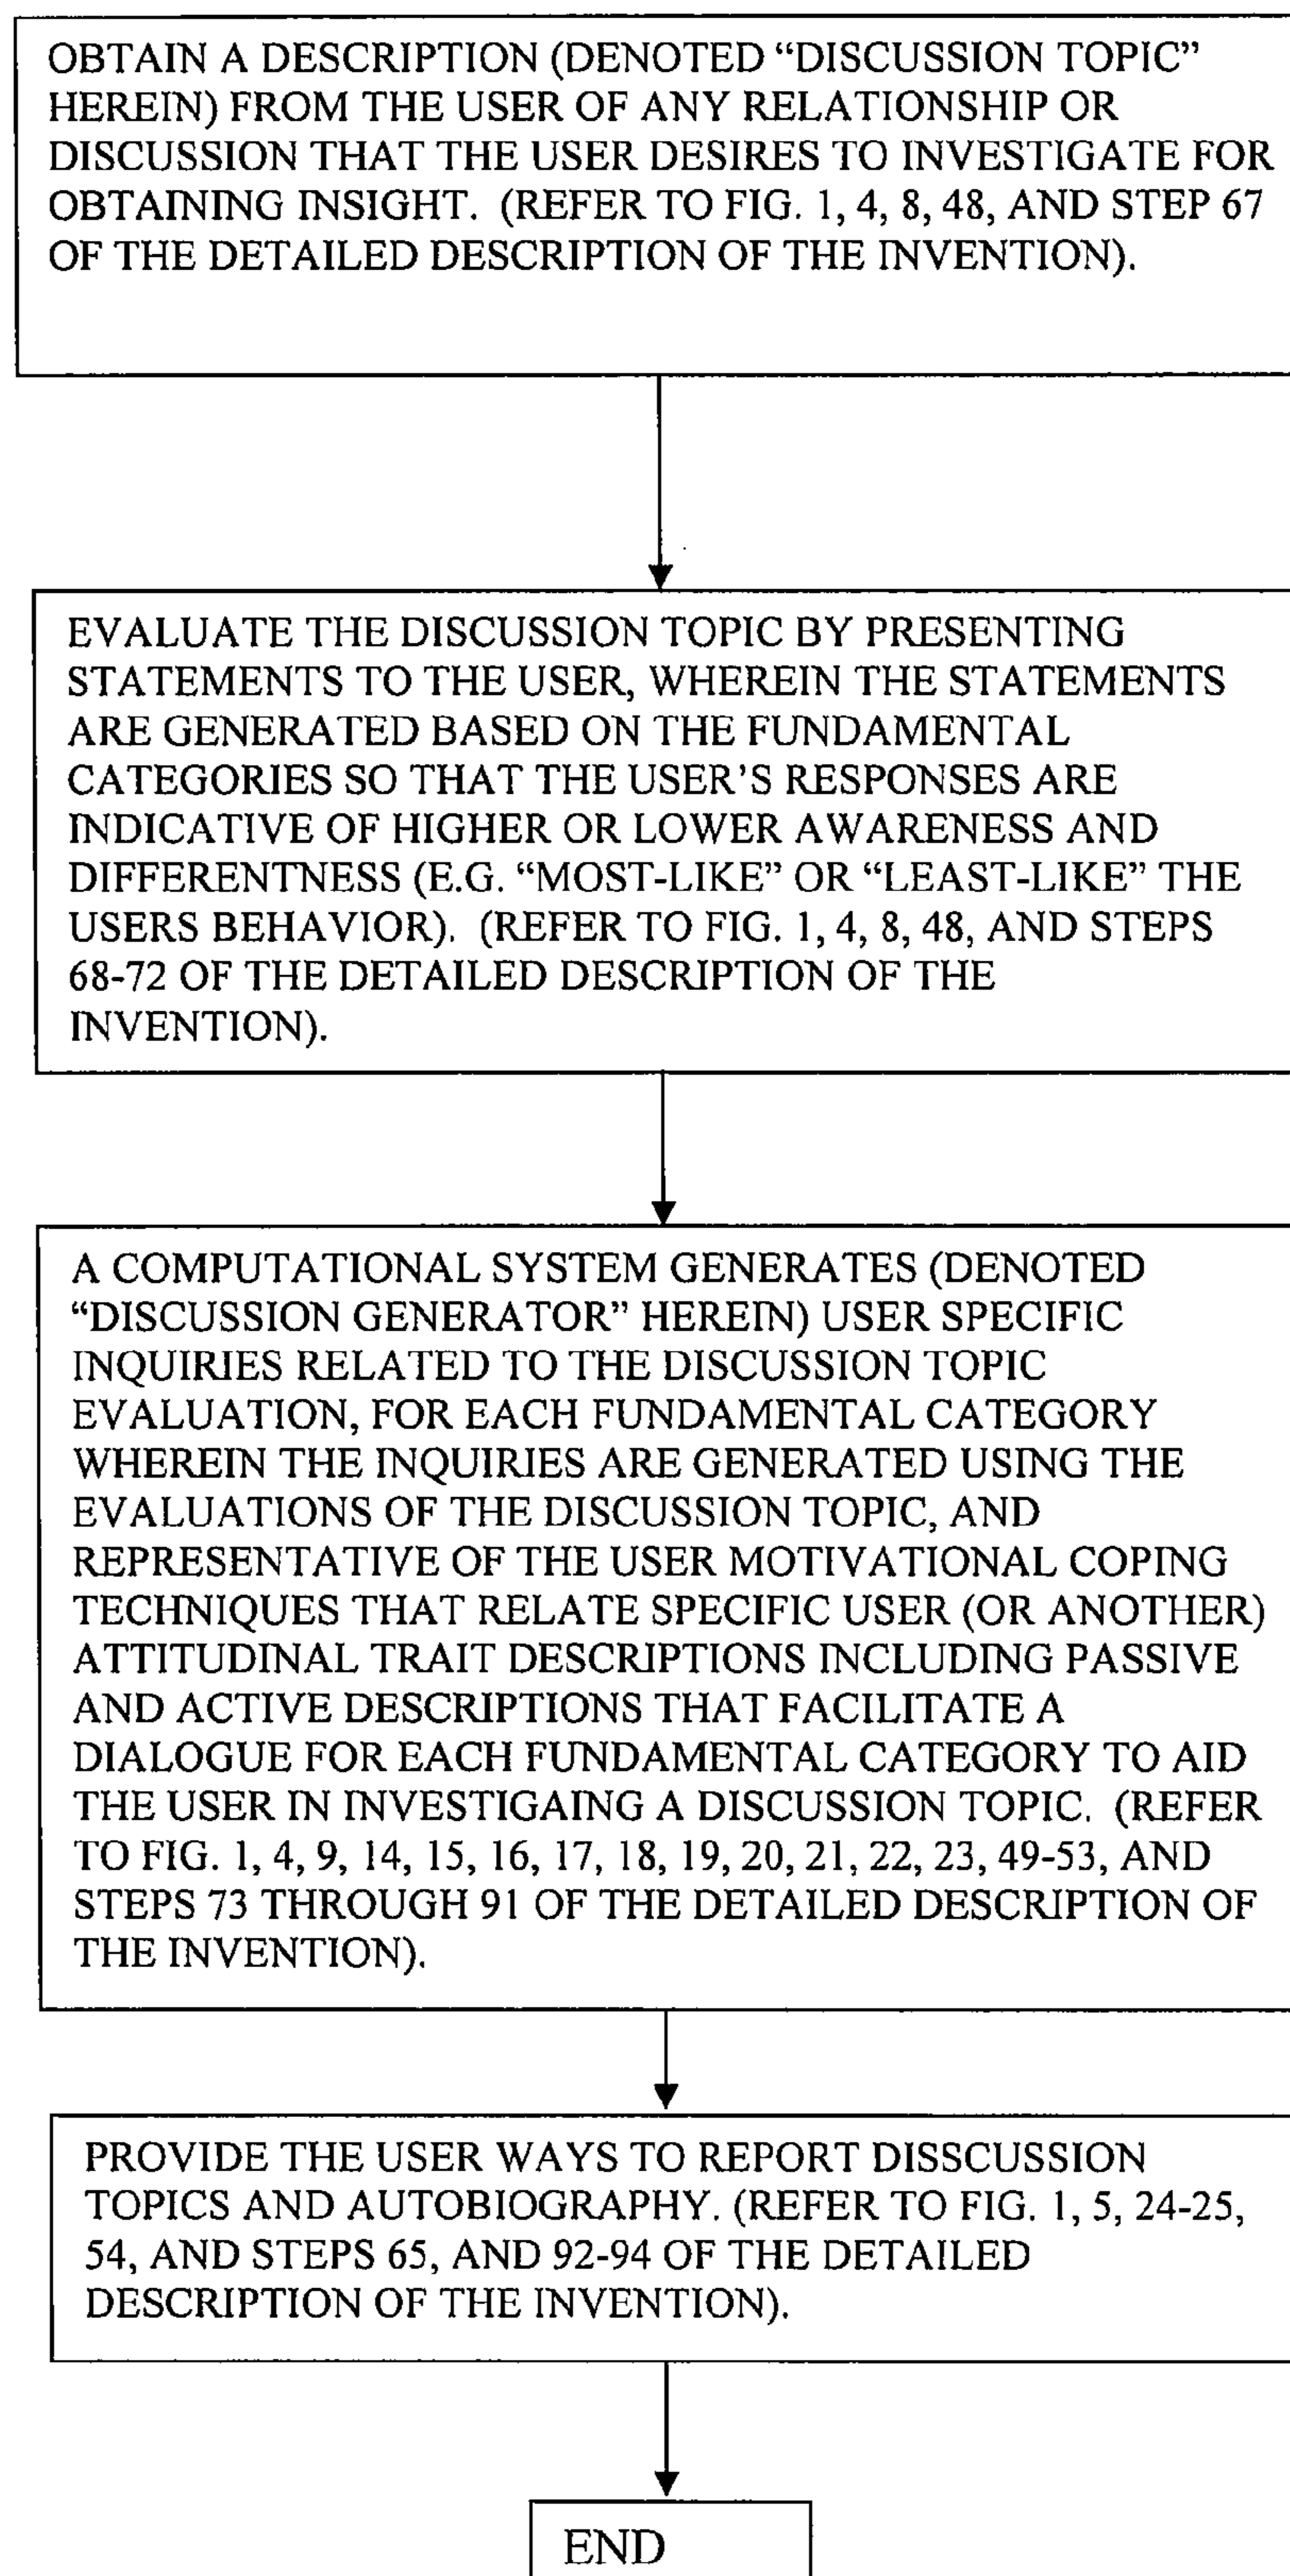 OBTAIN A DESCRIPTION (DENOTED “DISCUSSION TOPIC”
HEREIN) FROM THE USER OF ANY RELATIONSHIP OR
DISCUSSION THAT THE USER DESIRES TO INVESTIGATE FOR
OBTAINING INSIGHT. (REFER TO FIG. 1, 4, 8, 48, AND STEP 67
OF THE DETAILED DESCRIPTION OF THE INVENTION).
EVALUATE THE DISCUSSION TOPIC BY PRESENTING
STATEMENTS TO THE USER, WHEREIN THE STATEMENTS
ARE GENERATED BASED ON THE FUNDAMENTAL
CATEGORIES SO THAT THE USER’S RESPONSES ARE
INDICATIVE OF HIGHER OR LOWER AWARENESS AND
DIFFERENTNESS (E.G. “MOST-LIKE” OR “LEAST-LIKE” THE
USERS BEHAVIOR). (REFER TO FIG. 1, 4, 8, 48, AND STEPS
68-72 OF THE DETAILED DESCRIPTION OF THE
INVENTION).
A COMPUTATIONAL SYSTEM GENERATES (DENOTED
“DISCUSSION GENERATOR” HEREIN) USER SPECIFIC
INQUIRIES RELATED TO THE DISCUSSION TOPIC
EVALUATION, FOR EACH FUNDAMENTAL CATEGORY
WHEREIN THE INQUIRIES ARE GENERATED USING THE
EVALUATIONS OF THE DISCUSSION TOPIC, AND
REPRESENTATIVE OF THE USER MOTIVATIONAL COPING
TECHNIQUES THAT RELATE SPECIFIC USER (OR ANOTHER)
ATTITUDINAL TRAIT DESCRIPTIONS INCLUDING PASSIVE
AND ACTIVE DESCRIPTIONS THAT FACILITATE A
DIALOGUE FOR EACH FUNDAMENTAL CATEGORY TO AID
THE USER IN INVESTIGAING A DISCUSSION TOPIC. (REFER
TO FIG. 1, 4, 9, 14, 15, 16, 17, 18, 19, 20, 21, 22, 23, 49-53, AND
STEPS 73 THROUGH 91 OF THE DETAILED DESCRIPTION OF
THE INVENTION).
PROVIDE THE USER WAYS TO REPORT DISSCUSSION
TOPICS AND AUTOBIOGRAPHY. (REFER TO FIG. 1, 5, 24-25,
54, AND STEPS 65, AND 92-94 OF THE DETAILED
DESCRIPTION OF THE INVENTION).
END